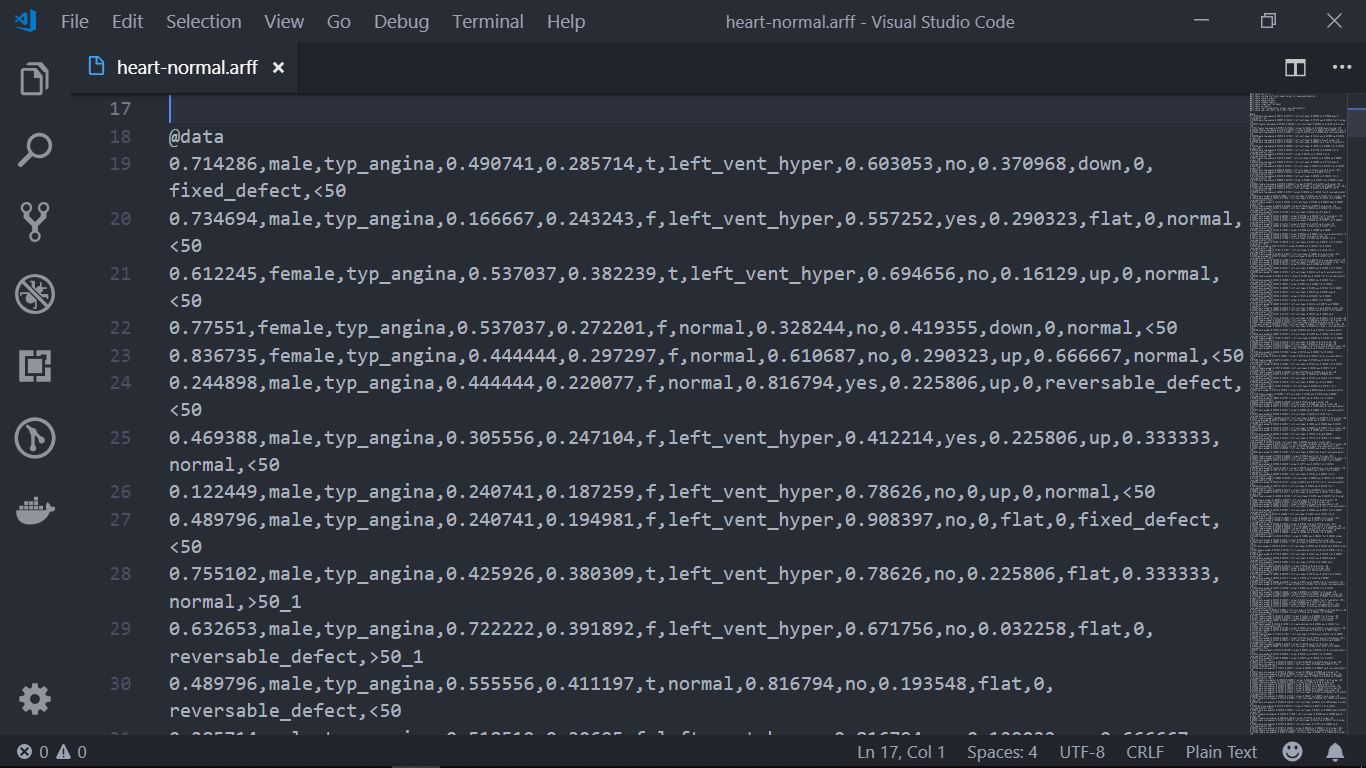 File Edit Selection View Go Debug Terminal Help
heart-normal.arff - Visual Studio Code
heart-normal.arff
17
18 @data
19 0.714286,male,typ_angina,0.490741,0.285714,t,left_vent_hyper,0.603053,no,0.370968,down,0,
fixed_defect,<50
20 0.734694,male,typ_angina,0.166667,0.243243,f,left_vent_hyper,0.557252,yes,0.290323,flat,0,normal,
<50
21 0.612245,female,typ_angina,0.537037,0.382239,t,left_vent_hyper,0.694656,no,0.16129,up,0,normal,
<50
22 0.77551,female,typ_angina,0.537037,0.272201,f,normal,0.328244,no,0.419355,down,0,normal,<50
23 0.836735,female,typ_angina,0.444444,0.297297,f,normal,0.610687,no,0.290323,up,0.666667,normal,<50
24 0.244898,male,typ_angina,0.444444,0.220077,f,normal,0.816794,yes,0.225806,up,0,reversable_defect,
<50
25 0.469388,male,typ_angina,0.305556,0.247104,f,left_vent_hyper,0.412214,yes,0.225806,up,0.333333,
normal,<50
26 0.122449,male,typ_angina,0.240741,0.187259,f,left_vent_hyper,0.78626,no,0,up,0,normal,<50
27 0.489796,male,typ_angina,0.240741,0.194981,f,left_vent_hyper,0.908397,no,0,flat,0,fixed_defect,
<50
28 0.755102,male,typ_angina,0.425926,0.380309,t,left_vent_hyper,0.78626,no,0.225806,flat,0.333333,
normal,>50_1
29 0.632653,male,typ_angina,0.722222,0.391892,f,left_vent_hyper,0.671756,no,0.032258,flat,0,
reversable_defect,>50_1
30 0.489796,male,typ_angina,0.555556,0.411197,t,normal,0.816794,no,0.193548,flat,0,
reversable_defect,<50
0 0 Ln 17, Col 1 Spaces: 4 UTF-8 CRLF Plain Text